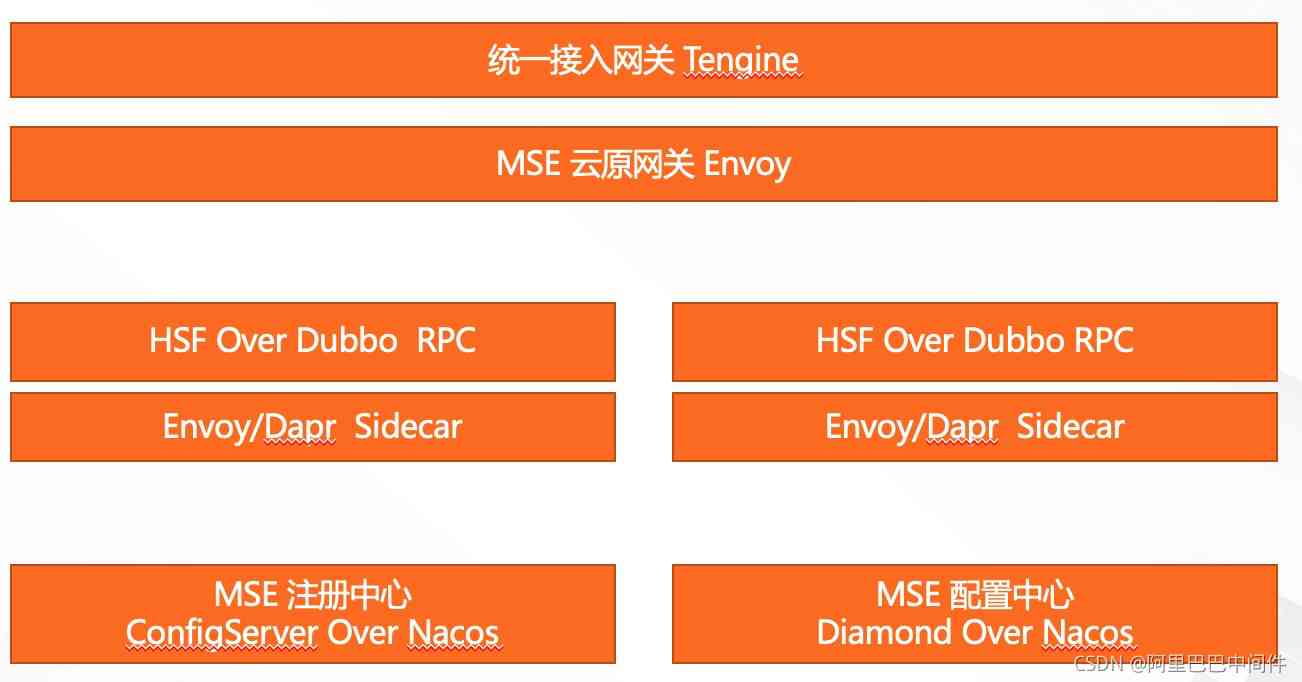 统一接入网关 Tengine
MSE 云原网关 Envoy
HSF Over Dubbo RPC
HSF Over Dubbo RPC
Envoy/Dapr Sidecar
Envoy/Dapr Sidecar
MSE 注册中心
ConfigServer Over Nacos
MSE 配置中心
Diamond Over Nacos
CSDN @阿里巴巴中间件